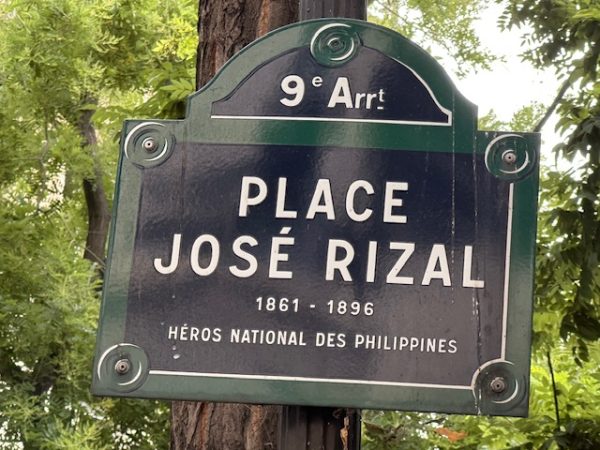 9e Arrt
PLACE
JOSÉ RIZAL
1861 - 1896
HÉROS NATIONAL DES PHILIPPINES